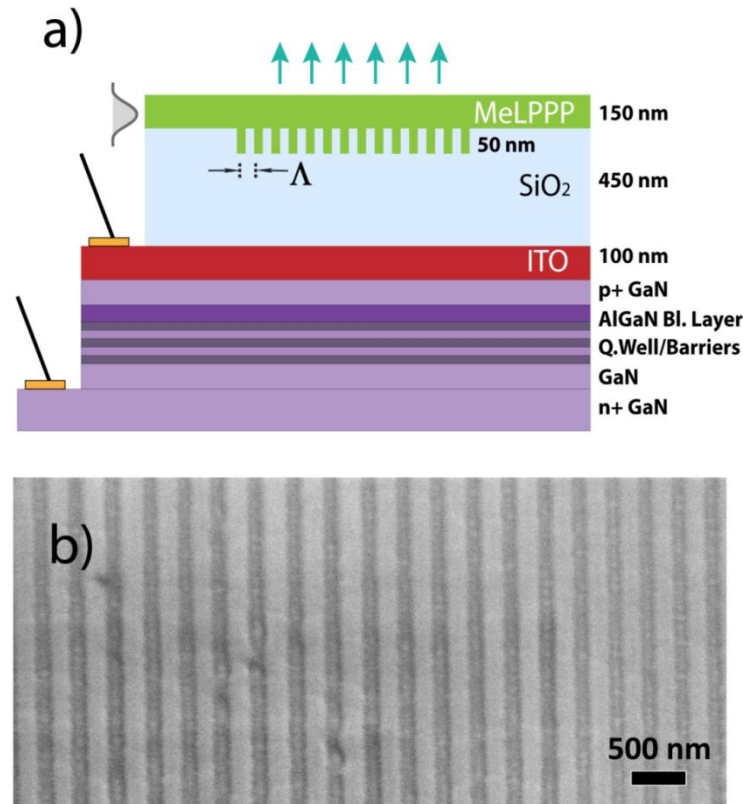 a)
MeLPPP
150 nm
50 nm
Λ
SiO₂
450 nm
ITO
100 nm
p+ GaN
AlGaN Bl. Layer
Q.Well/Barriers
GaN
n+ GaN
b)
500 nm